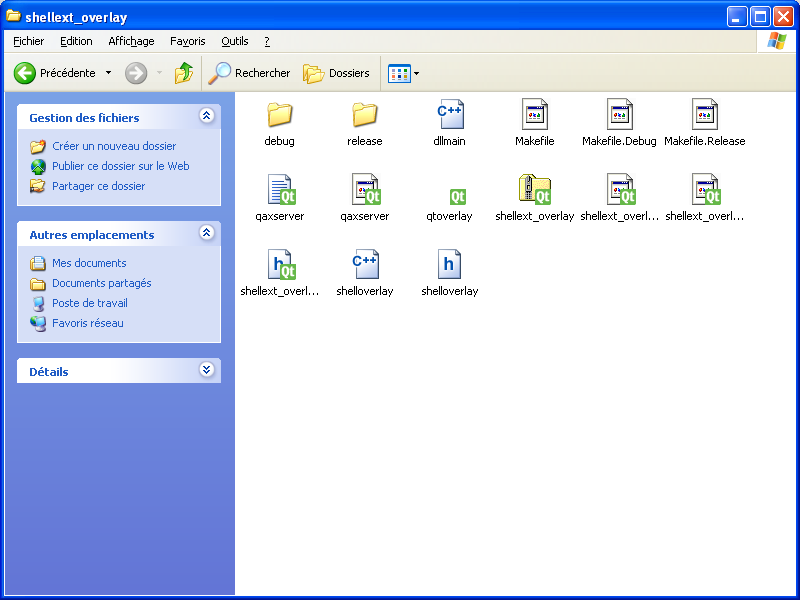 shellext_overlay
Fichier Edition Affichage Favoris Outils ?
Précédente Rechercher Dossiers
Gestion des fichiers
Créer un nouveau dossier
Publier ce dossier sur le Web
Partager ce dossier
Autres emplacements
Mes documents
Documents partagés
Poste de travail
Favoris réseau
Détails
C++
debug release dllmain Makefile Makefile.Debug Makefile.Release
Qt Qt Qt Qt Qt Qt
qaxserver qaxserver qtoverlay shellext_overlay shellext_overl... shellext_overl...
h Qt C++ h
shellext_overl... shelloverlay shelloverlay